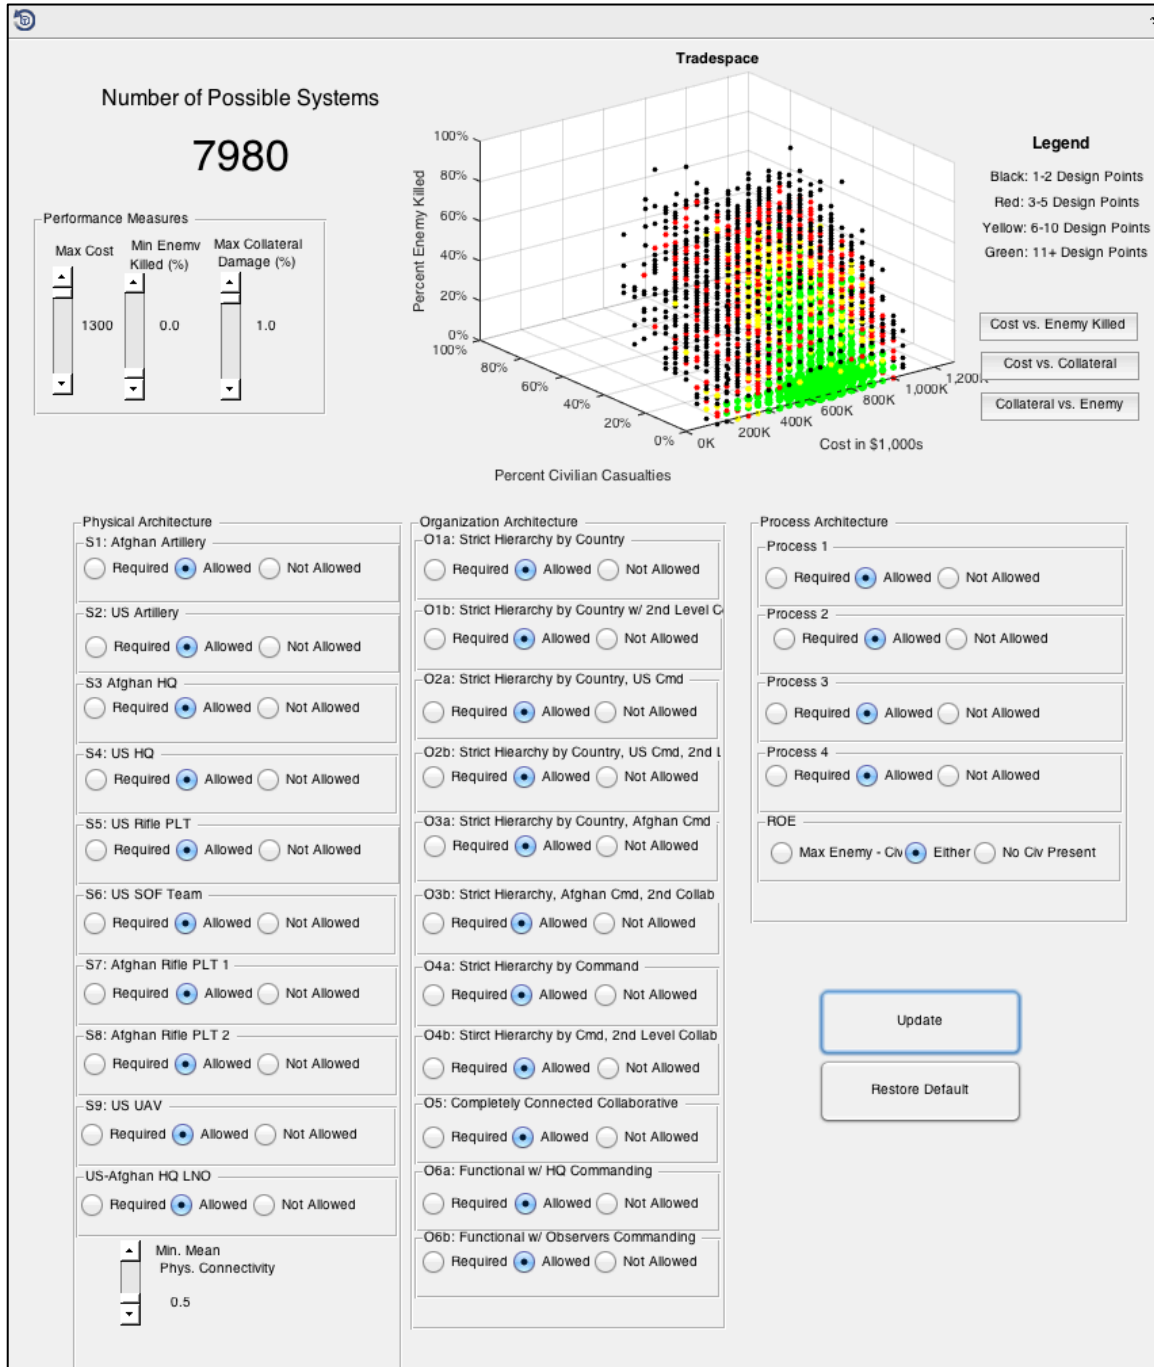 Tradespace
Number of Possible Systems
7980
Performance Measures
Max Cost
1300
Min Enemy
Killed (%)
0.0
Max Collateral
Damage (%)
1.0
Percent Enemy Killed
100%
80%
60%
40%
20%
0%
100%
80%
60%
40%
20%
0%
0K
200K
400K
600K
800K
1,000K
1,200K
Cost in $1,000s
Percent Civilian Casualties
Legend
Black: 1-2 Design Points
Red: 3-5 Design Points
Yellow: 6-10 Design Points
Green: 11+ Design Points
Cost vs. Enemy Killed
Cost vs. Collateral
Collateral vs. Enemy
Physical Architecture
S1: Afghan Artillery
Required Allowed Not Allowed
S2: US Artillery
Required Allowed Not Allowed
S3 Afghan HQ
Required Allowed Not Allowed
S4: US HQ
Required Allowed Not Allowed
S5: US Rifle PLT
Required Allowed Not Allowed
S6: US SOF Team
Required Allowed Not Allowed
S7: Afghan Rifle PLT 1
Required Allowed Not Allowed
S8: Afghan Rifle PLT 2
Required Allowed Not Allowed
S9: US UAV
Required Allowed Not Allowed
US-Afghan HQ LNO
Required Allowed Not Allowed
Min. Mean
Phys. Connectivity
0.5
Organization Architecture
O1a: Strict Hierarchy by Country
Required Allowed Not Allowed
O1b: Strict Hierarchy by Country w/ 2nd Level
Required Allowed Not Allowed
O2a: Strict Hierarchy by Country, US Cmd
Required Allowed Not Allowed
O2b: Strict Hiearchy by Country, US Cmd, 2nd
Required Allowed Not Allowed
O3a: Strict Hierarchy by Country, Afghan Cmd
Required Allowed Not Allowed
O3b: Strict Hierarchy, Afghan Cmd, 2nd Collab
Required Allowed Not Allowed
O4a: Strict Hierarchy by Command
Required Allowed Not Allowed
O4b: Stirct Hierarchy by Cmd, 2nd Level Collab
Required Allowed Not Allowed
O5: Completely Connected Collaborative
Required Allowed Not Allowed
O6a: Functional w/ HQ Commanding
Required Allowed Not Allowed
O6b: Functional w/ Observers Commanding
Required Allowed Not Allowed
Process Architecture
Process 1
Required Allowed Not Allowed
Process 2
Required Allowed Not Allowed
Process 3
Required Allowed Not Allowed
Process 4
Required Allowed Not Allowed
ROE
Max Enemy - Civ Either No Civ Present
Update
Restore Default